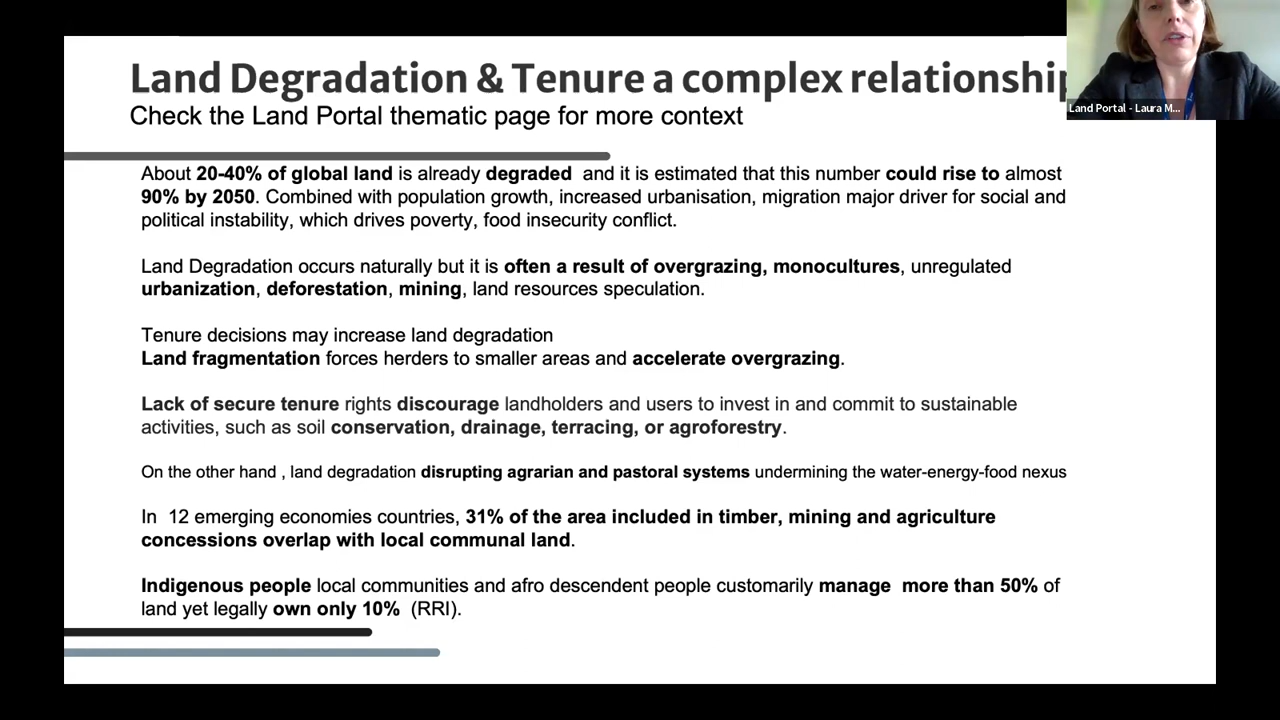 Land Degradation & Tenure a complex relationship
Check the Land Portal thematic page for more context
Land Portal - Laura M...
About 20-40% of global land is already degraded and it is estimated that this number could rise to almost
90% by 2050. Combined with population growth, increased urbanisation, migration major driver for social and
political instability, which drives poverty, food insecurity conflict.
Land Degradation occurs naturally but it is often a result of overgrazing, monocultures, unregulated
urbanization, deforestation, mining, land resources speculation.
Tenure decisions may increase land degradation
Land fragmentation forces herders to smaller areas and accelerate overgrazing.
Lack of secure tenure rights discourage landholders and users to invest in and commit to sustainable
activities, such as soil conservation, drainage, terracing, or agroforestry.
On the other hand , land degradation disrupting agrarian and pastoral systems undermining the water-energy-food nexus
In 12 emerging economies countries, 31% of the area included in timber, mining and agriculture
concessions overlap with local communal land.
Indigenous people local communities and afro descendent people customarily manage more than 50% of
land yet legally own only 10% (RRI).